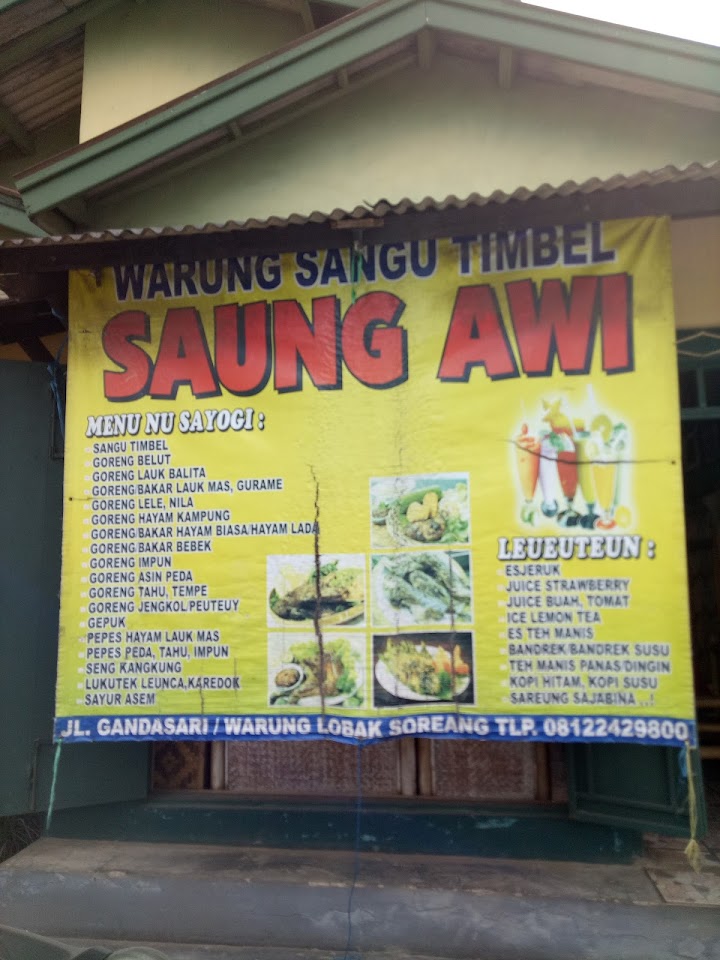 WARUNG SANGU TIMBEL
SAUNG AWI
MENU NU SAYOGI :
SANGU TIMBEL
GORENG BELUT
GORENG LAUK BALITA
GORENG/BAKAR LAUK MAS, GURAME
GORENG LELE, NILA
GORENG HAYAM KAMPUNG
GORENG/BAKAR HAYAM BIASA/HAYAM LADA
GORENG/BAKAR BEBEK
GORENG IMPUN
GORENG ASIN PEDA
GORENG TAHU, TEMPE
GORENG JENGKOL/PEUTEUY
GEPUK
PEPES HAYAM LAUK MAS
PEPES PEDA, TAHU, IMPUN
SENG KANGKUNG
LUKUTEK LEUNCA,KAREDOK
SAYUR ASEM
LEUEUTEUN :
ESJERUK
JUICE STRAWBERRY
JUICE BUAH, TOMAT
ICE LEMON TEA
ES TEH MANIS
BANDREK/BANDREK SUSU
TEH MANIS PANAS/DINGIN
KOPI HITAM, KOPI SUSU
SAREUNG SAJABINA ..!
JL. GANDASARI / WARUNG LOBAK SOREANG TLP. 08122429800